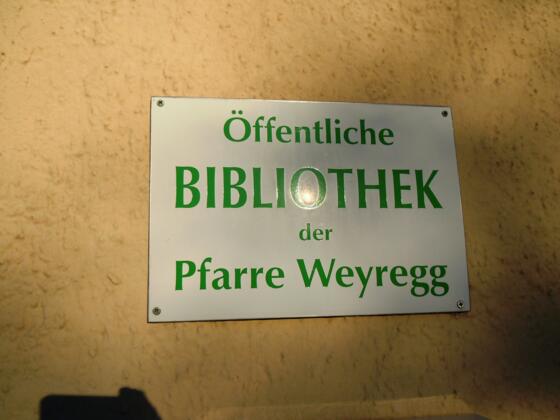 Öffentliche
BIBLIOTHEK
der
Pfarre Weyregg